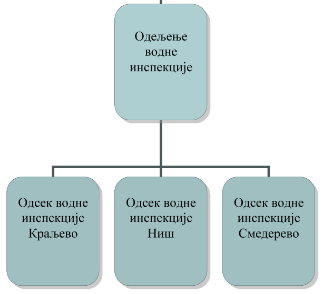 Одељење
водне
инспекције
Одсек водне
инспекције
Краљево
Одсек водне
инспекције
Ниш
Одсек водне
инспекције
Смедерево